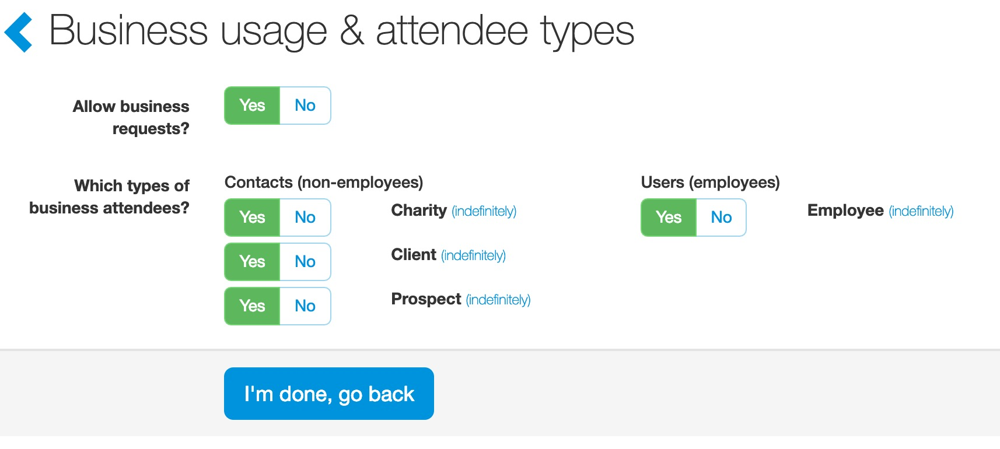 Business usage & attendee types
Allow business
requests?
Yes No
Which types of
business attendees?
Contacts (non-employees)
Yes No Charity (indefinitely)
Yes No Client (indefinitely)
Yes No Prospect (indefinitely)
Users (employees)
Yes No Employee (indefinitely)
I'm done, go back